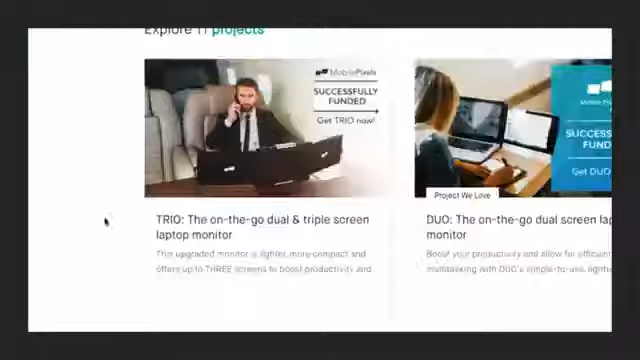 Explore 11 projects
MobilePixels
SUCCESSFULLY
FUNDED
Get TRIO now!
Mobile
SUCCESS
FUND
Get DUO
Project We Love
TRIO: The on-the-go dual & triple screen
laptop monitor
This upgraded monitor is lighter, more compact and
offers up to THREE screens to boost productivity and
DUO: The on-the-go dual screen lap
monitor
Boost your productivity and allow for efficien
multitasking with DUO's simple-to-use, lightw